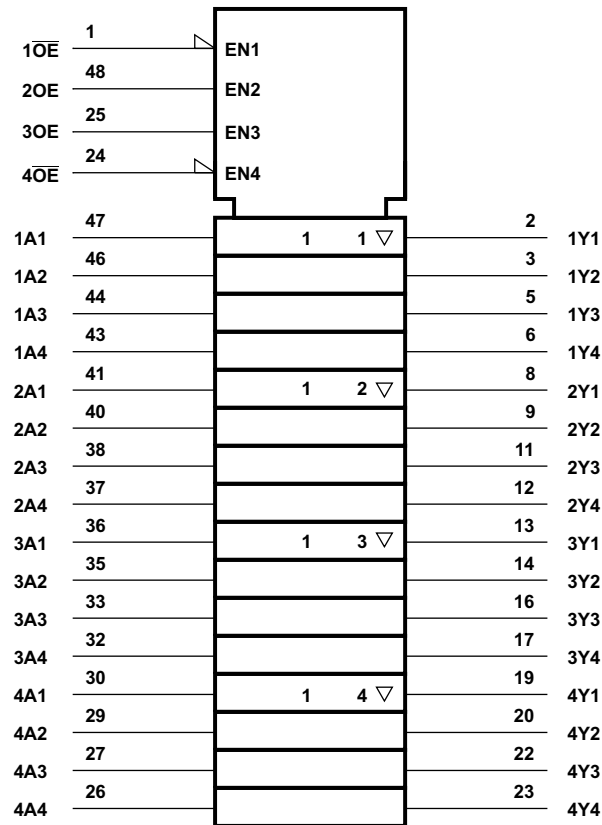 1
1O̅E̅ EN1
48
2OE EN2
25
3OE EN3
24
4O̅E̅ EN4
47 2
1A1 1 1 ▽ 1Y1
46 3
1A2 1Y2
44 5
1A3 1Y3
43 6
1A4 1Y4
41 8
2A1 1 2 ▽ 2Y1
40 9
2A2 2Y2
38 11
2A3 2Y3
37 12
2A4 2Y4
36 13
3A1 1 3 ▽ 3Y1
35 14
3A2 3Y2
33 16
3A3 3Y3
32 17
3A4 3Y4
30 19
4A1 1 4 ▽ 4Y1
29 20
4A2 4Y2
27 22
4A3 4Y3
26 23
4A4 4Y4